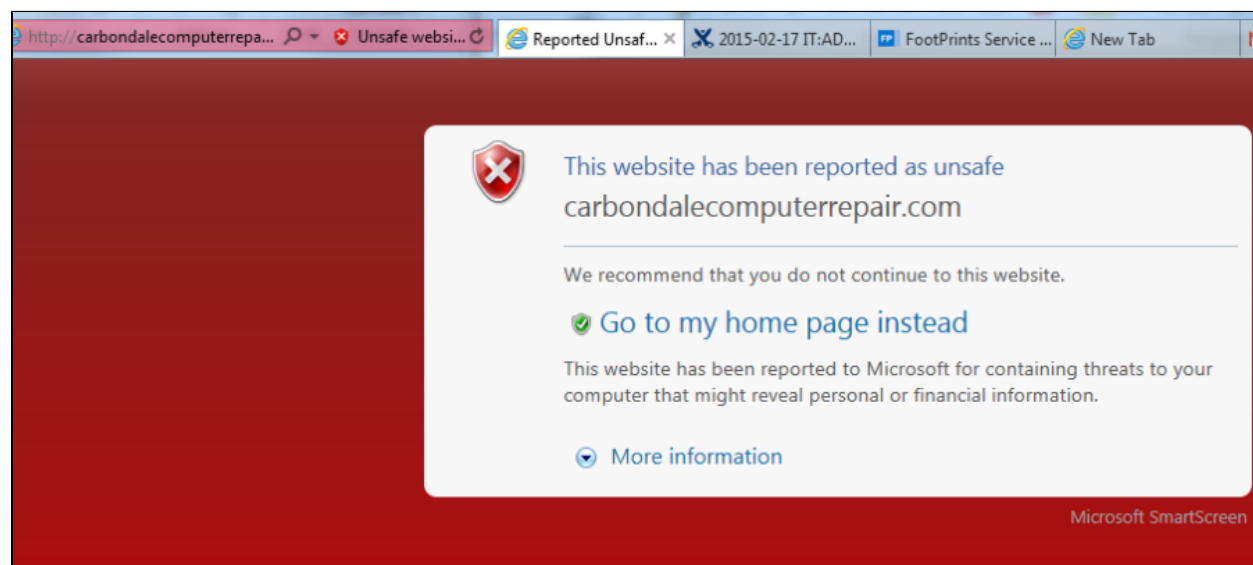 http://carbondalecomputerrepa... Unsafe websi... Reported Unsaf... 2015-02-17 IT:AD... FP FootPrints Service ... New Tab
This website has been reported as unsafe
carbondalecomputerrepair.com
We recommend that you do not continue to this website.
Go to my home page instead
This website has been reported to Microsoft for containing threats to your
computer that might reveal personal or financial information.
More information
Microsoft SmartScreen